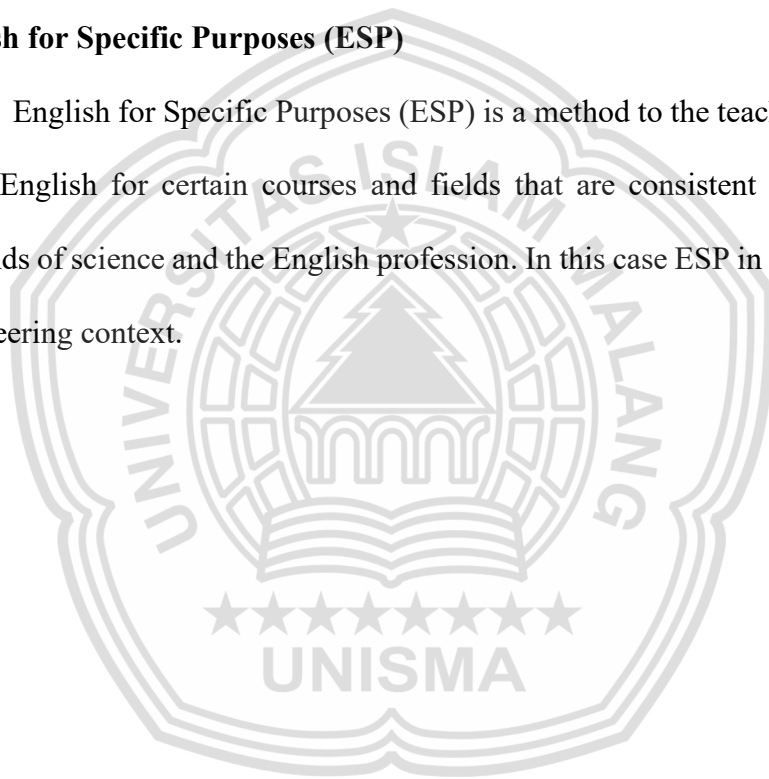 sh for Specific Purposes (ESP)
English for Specific Purposes (ESP) is a method to the teac
English for certain courses and fields that are consistent
ds of science and the English profession. In this case ESP in
eering context.
UNIVERSITAS ISLAM MALANG
UNISMA